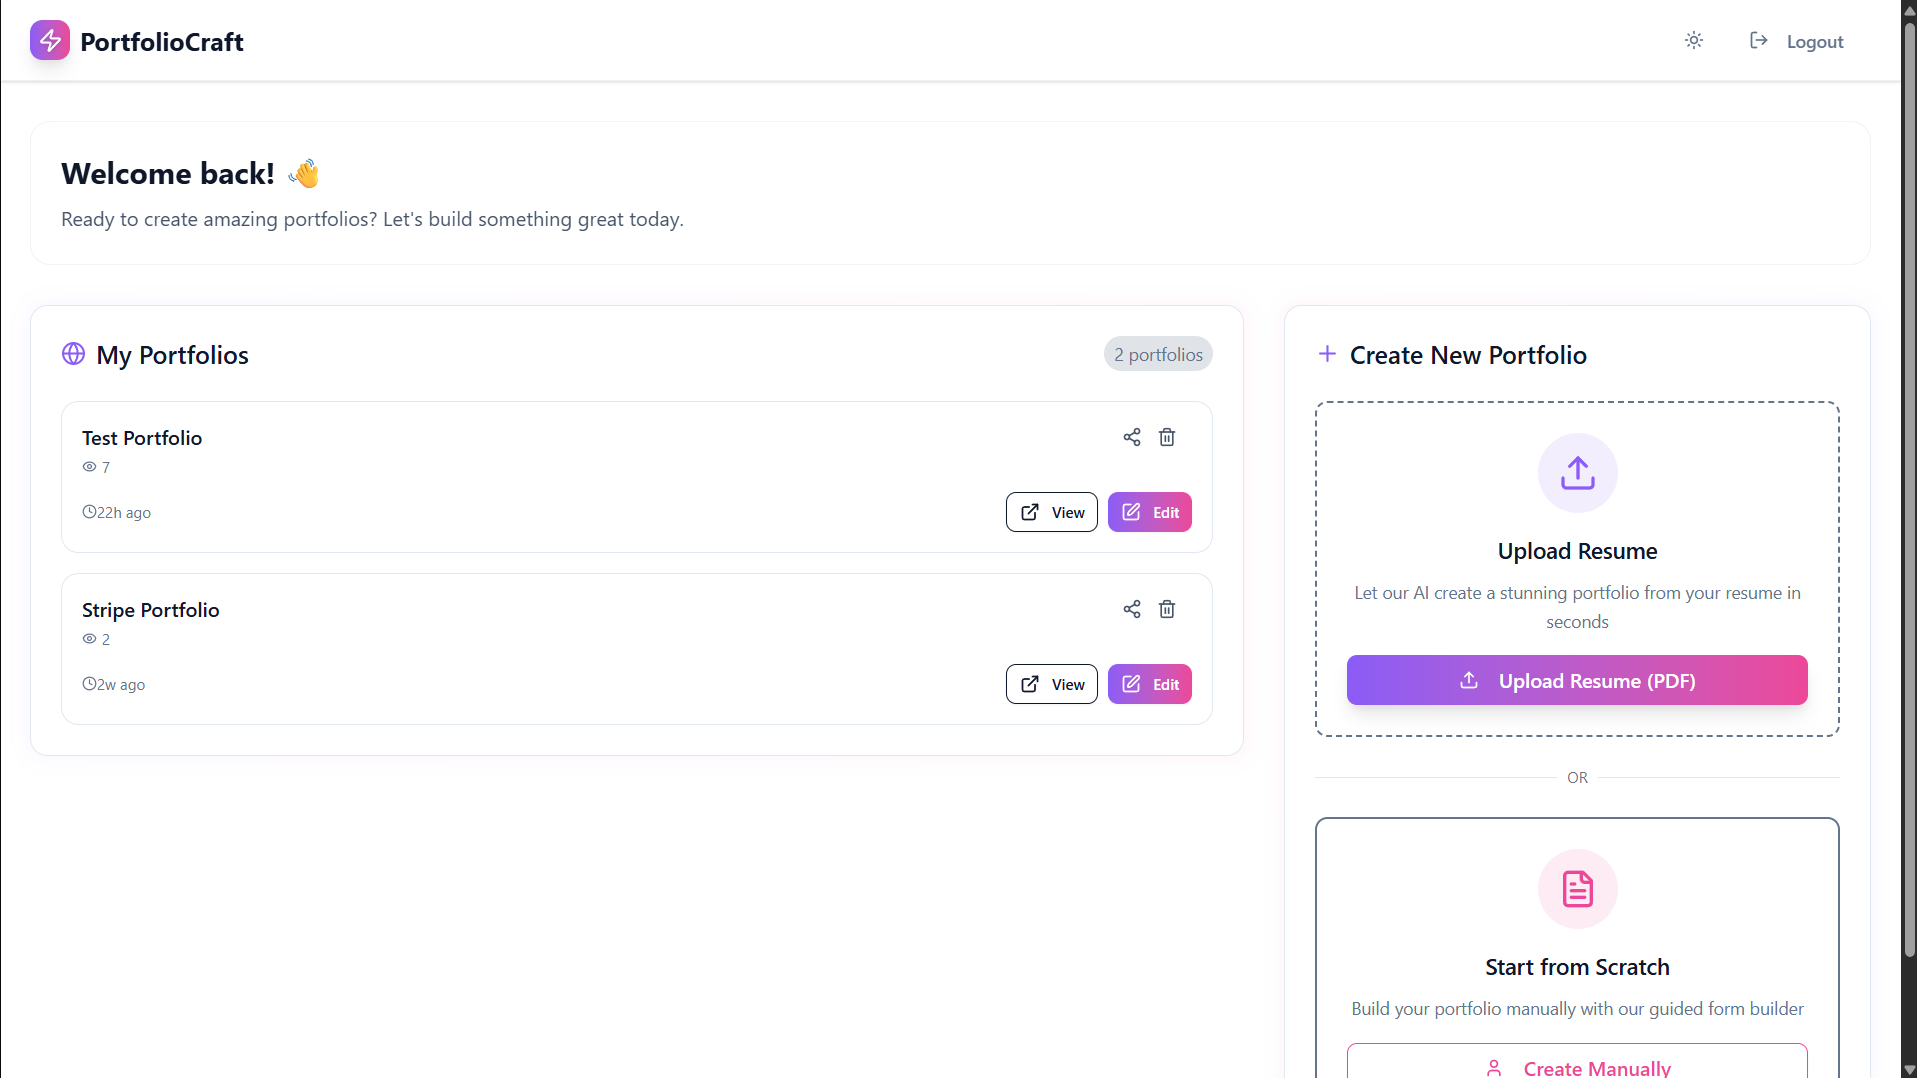 PortfolioCraft
Logout
Welcome back! 👋
Ready to create amazing portfolios? Let's build something great today.
My Portfolios
2 portfolios
Test Portfolio
7
22h ago
View
Edit
Stripe Portfolio
2
2w ago
View
Edit
Create New Portfolio
Upload Resume
Let our AI create a stunning portfolio from your resume in
seconds
Upload Resume (PDF)
OR
Start from Scratch
Build your portfolio manually with our guided form builder
Create Manually